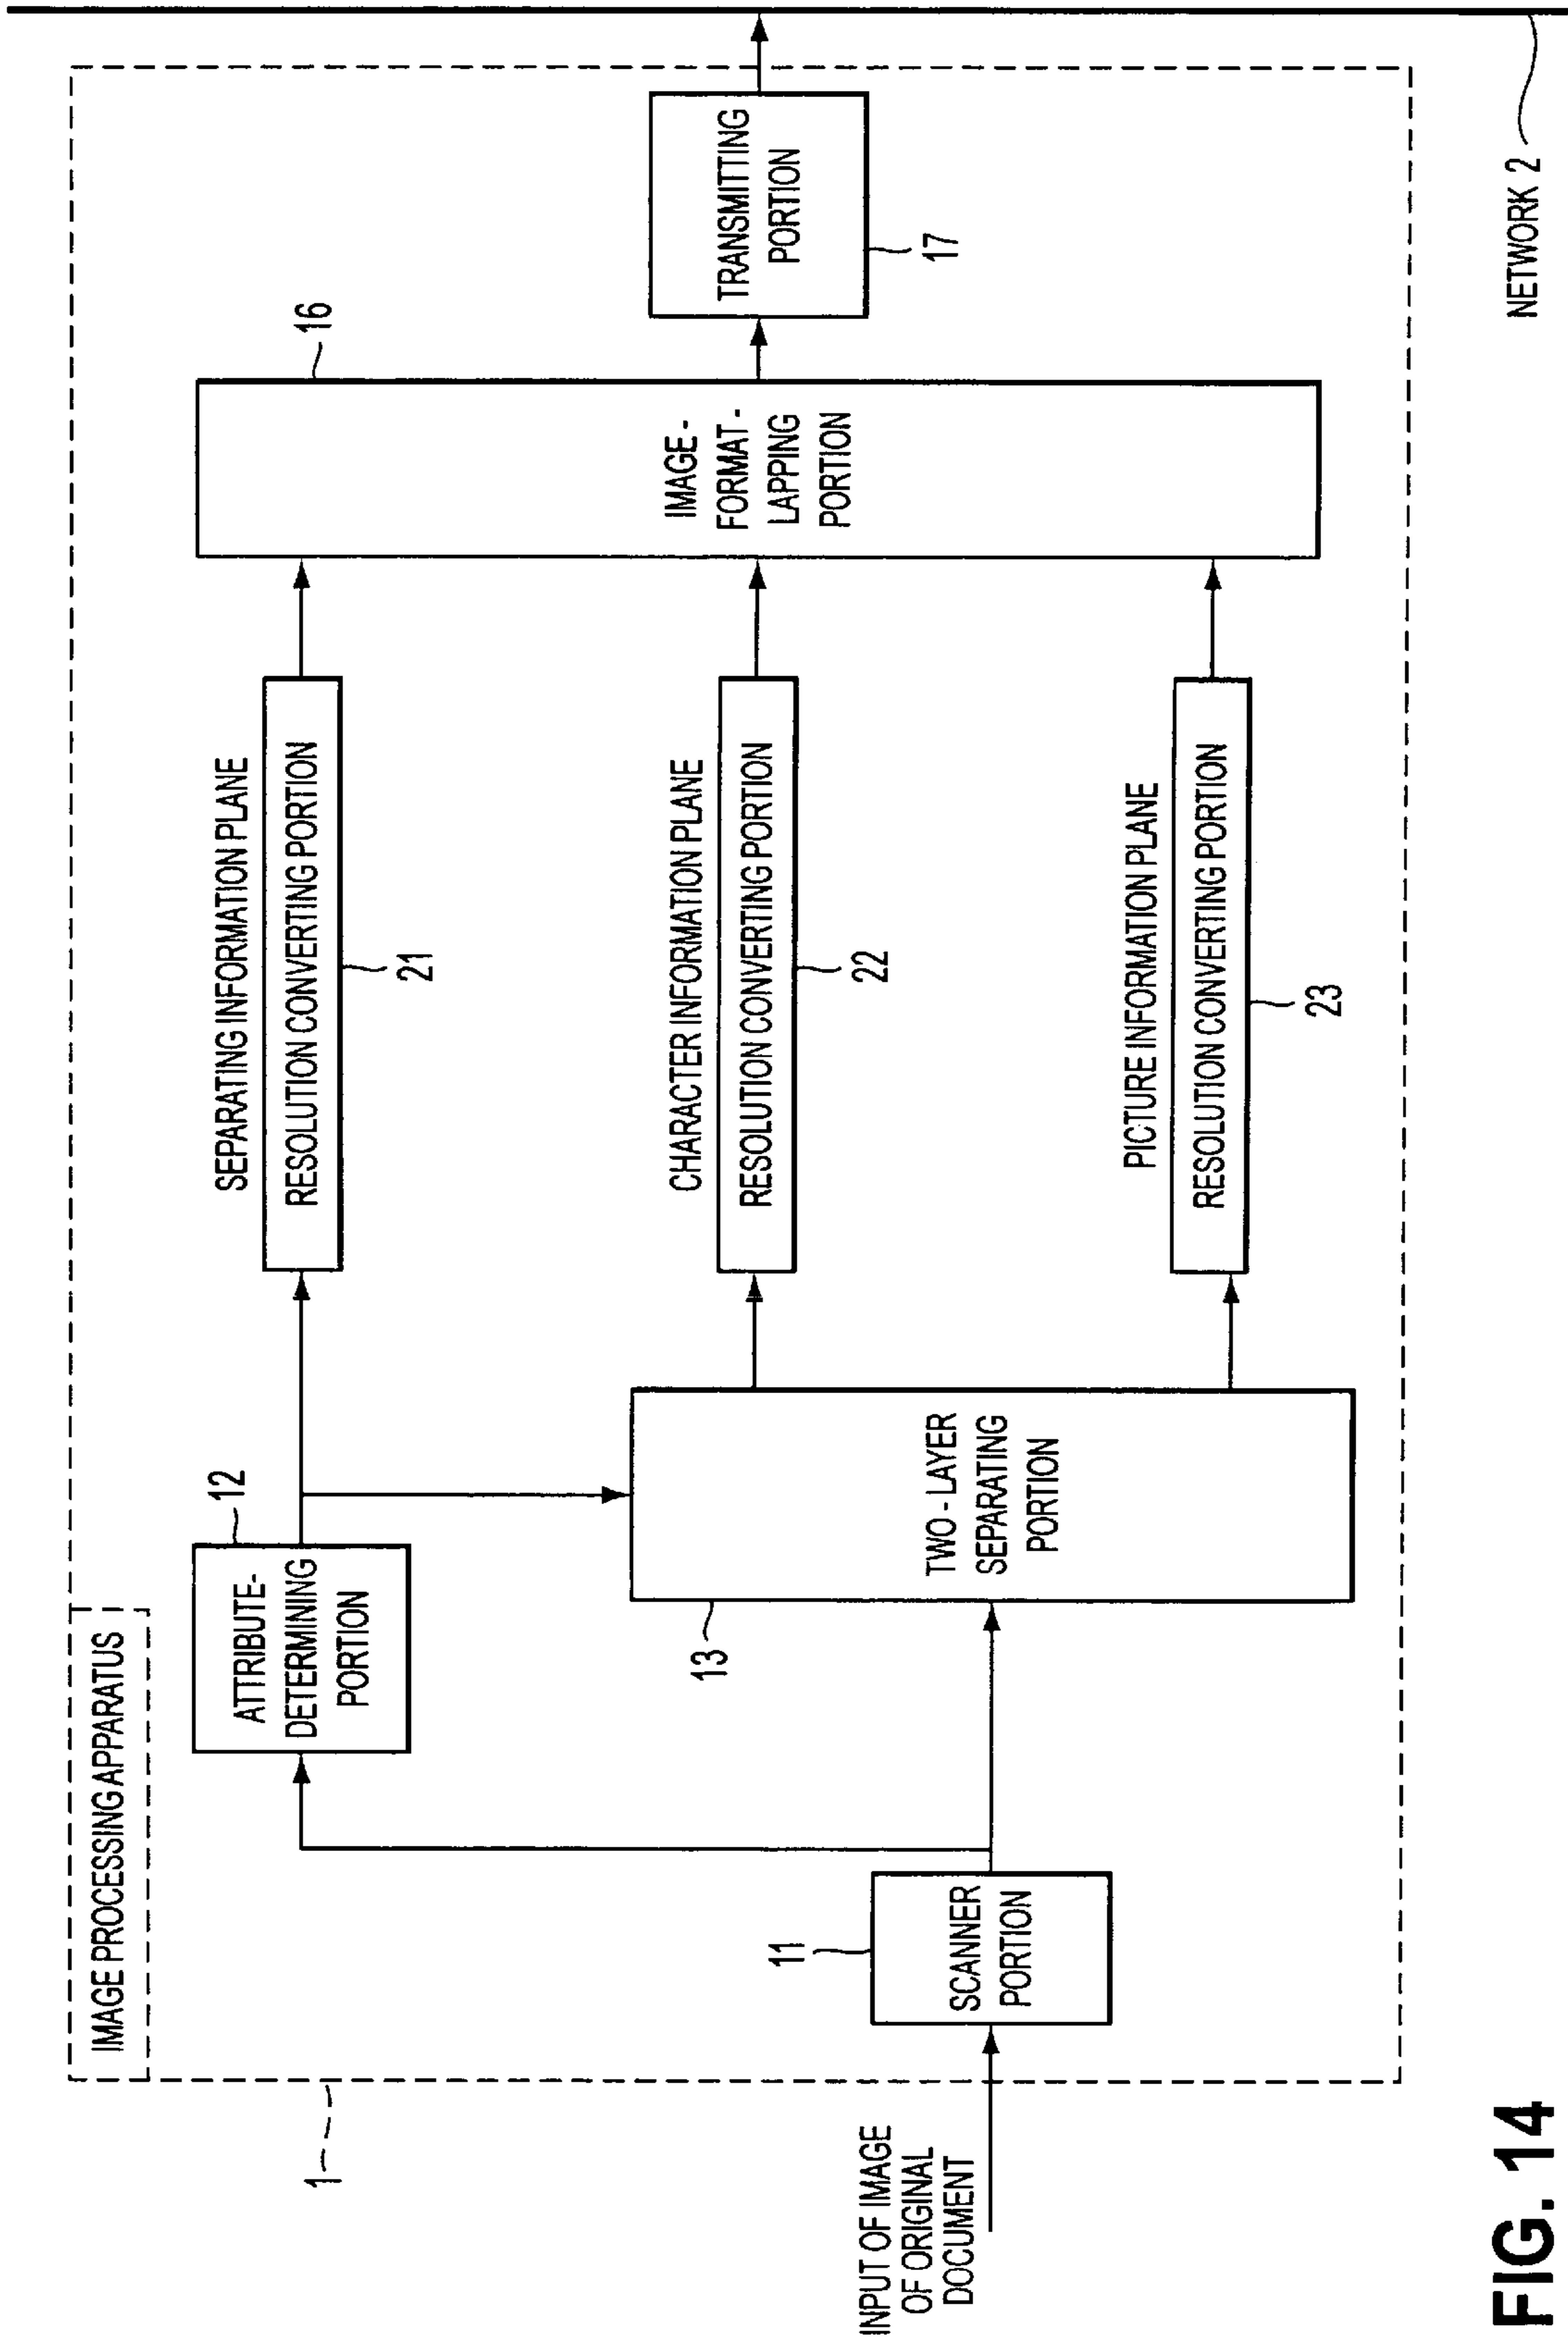 IMAGE PROCESSING APPARATUS
1
INPUT OF IMAGE
OF ORIGINAL
DOCUMENT
11
SCANNER
PORTION
12
ATTRIBUTE-
DETERMINING
PORTION
13
TWO - LAYER
SEPARATING
PORTION
SEPARATING INFORMATION PLANE
RESOLUTION CONVERTING PORTION
21
CHARACTER INFORMATION PLANE
RESOLUTION CONVERTING PORTION
22
PICTURE INFORMATION PLANE
RESOLUTION CONVERTING PORTION
23
16
IMAGE -
FORMAT -
LAPPING
PORTION
TRANSMITTING
PORTION
17
NETWORK 2
FIG. 14